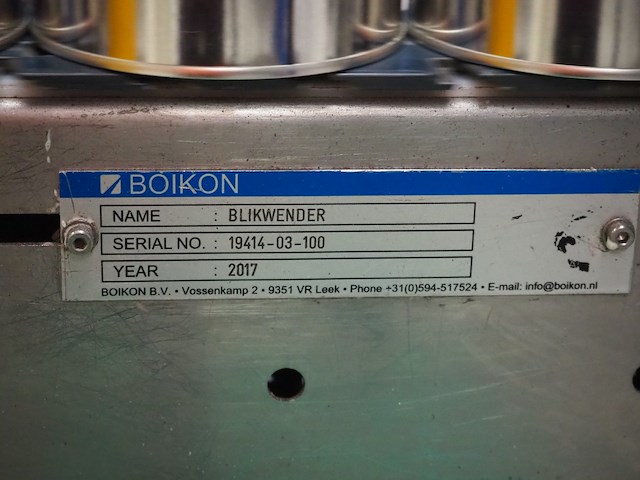 BOIKON
NAME : BLIKWENDER
SERIAL NO. : 19414-03-100
YEAR : 2017
BOIKON B.V. • Vossenkamp 2 • 9351 VR Leek • Phone +31(0)594-517524 • E-mail: info@boikon.nl